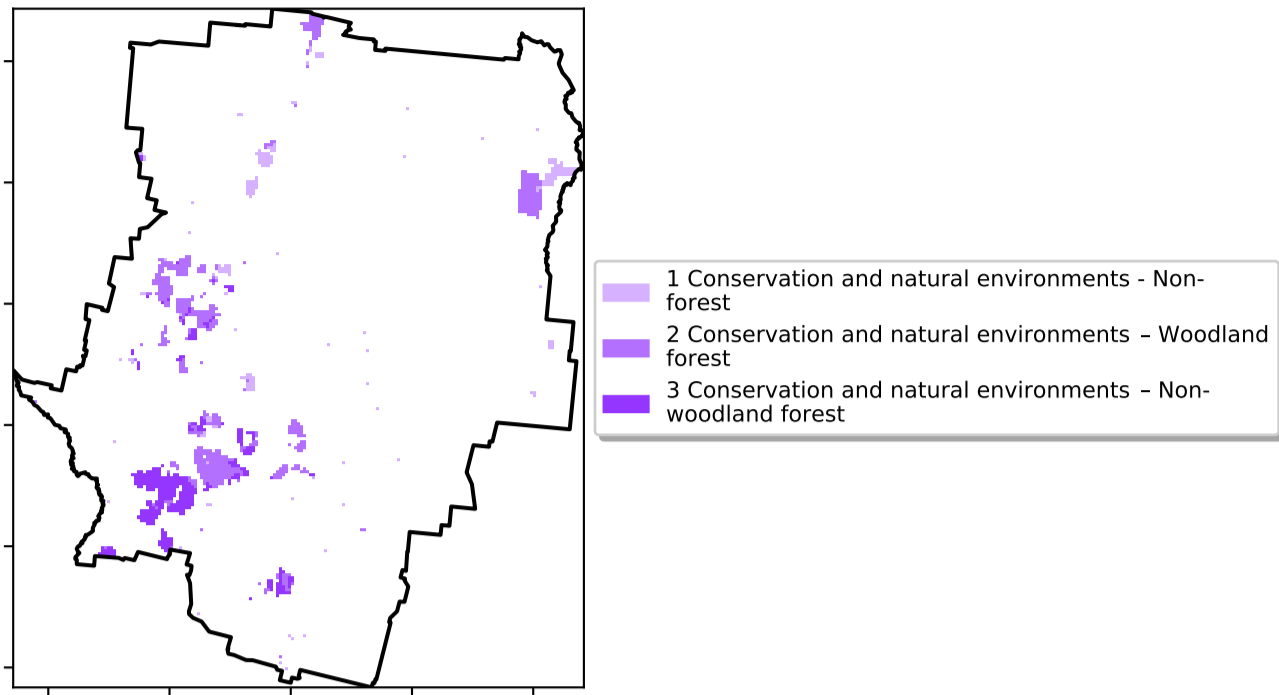 1 Conservation and natural environments - Non-
forest
2 Conservation and natural environments – Woodland
forest
3 Conservation and natural environments – Non-
woodland forest